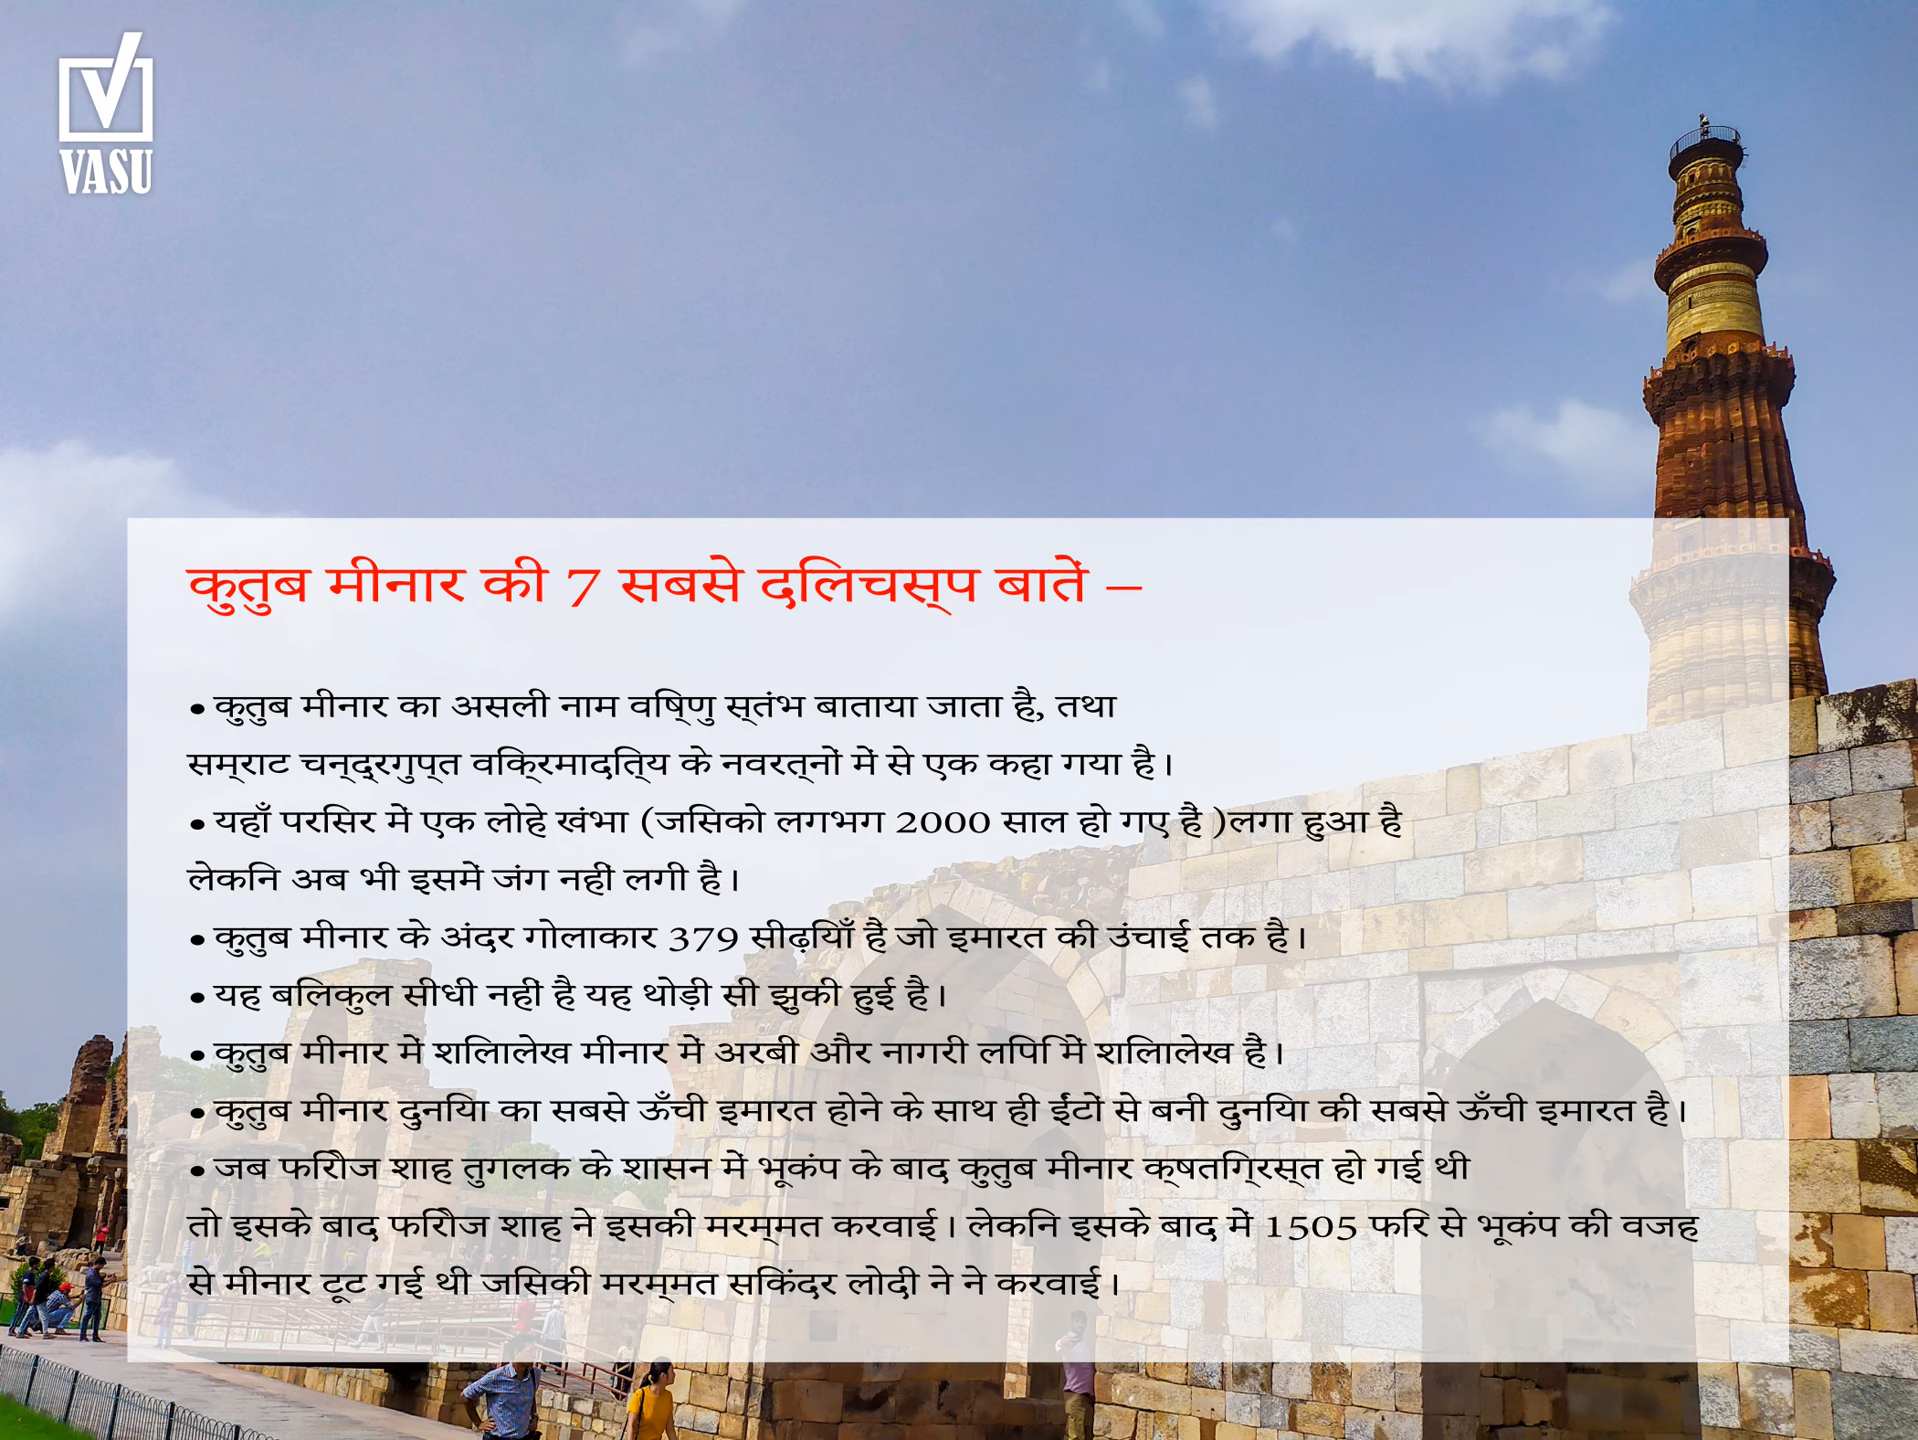 VASU
कुतुब मीनार की 7 सबसे दलिचस्प बातें –
• कुतुब मीनार का असली नाम वषि्णु स्तंभ बाताया जाता है, तथा
सम्राट चन्द्रगुप्त वकि्रमादति्य के नवरत्नों में से एक कहा गया है।
• यहाँ परसिर में एक लोहे खंभा (जसिको लगभग 2000 साल हो गए हैं )लगा हुआ है
लेकनि अब भी इसमें जंग नहीं लगी है।
• कुतुब मीनार के अंदर गोलाकार 379 सीढ़यिाँ है जो इमारत की उंचाई तक है।
• यह बलिकुल सीधी नहीं है यह थोड़ी सी झुकी हुई है।
• कुतुब मीनार में शलिालेख मीनार में अरबी और नागरी लपिि में शलिालेख है।
• कुतुब मीनार दुनयिा का सबसे ऊँची इमारत होने के साथ ही ईंटों से बनी दुनयिा की सबसे ऊँची इमारत है।
• जब फरिोज शाह तुगलक के शासन में भूकंप के बाद कुतुब मीनार क्षतगि्रस्त हो गई थी
तो इसके बाद फरिोज शाह ने इसकी मरम्मत करवाई। लेकनि इसके बाद में 1505 फरि से भूकंप की वजह
से मीनार टूट गई थी जसिकी मरम्मत सकिंदर लोदी ने ने करवाई।